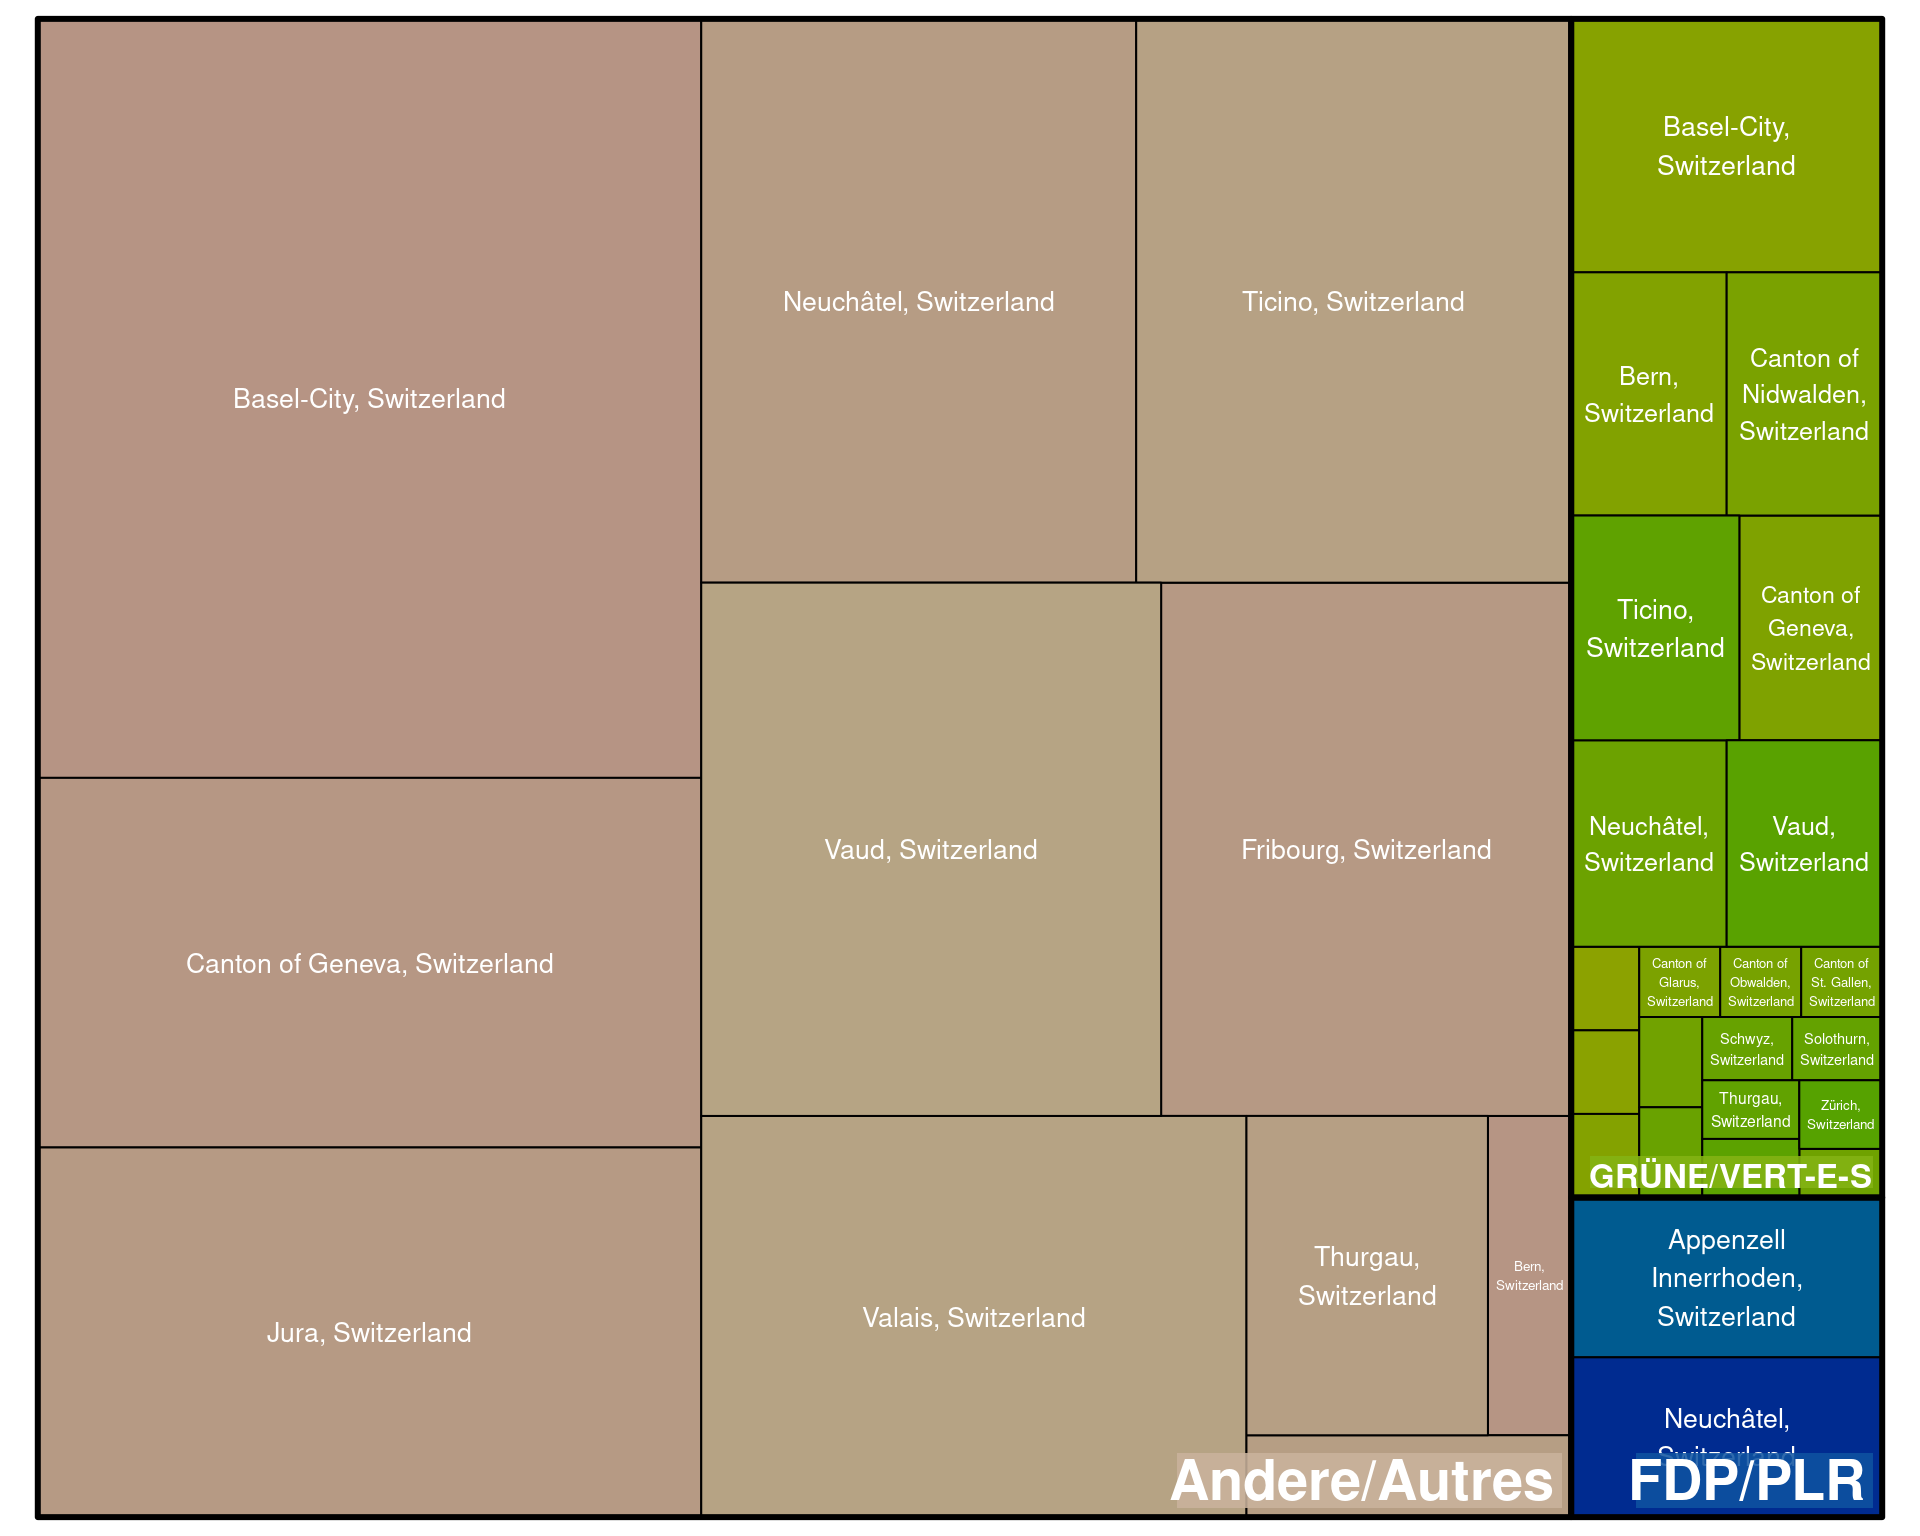 Basel-City, Switzerland
Canton of Geneva, Switzerland
Jura, Switzerland
Neuchâtel, Switzerland
Ticino, Switzerland
Vaud, Switzerland
Fribourg, Switzerland
Valais, Switzerland
Thurgau,
Switzerland
Bern,
Switzerland
Andere/Autres
Basel-City,
Switzerland
Bern,
Switzerland
Canton of
Nidwalden,
Switzerland
Ticino,
Switzerland
Canton of
Geneva,
Switzerland
Neuchâtel,
Switzerland
Vaud,
Switzerland
Canton of
Glarus,
Switzerland
Canton of
Obwalden,
Switzerland
Canton of
St. Gallen,
Switzerland
Schwyz,
Switzerland
Solothurn,
Switzerland
Thurgau,
Switzerland
Zürich,
Switzerland
GRÜNE/VERT-E-S
Appenzell
Innerrhoden,
Switzerland
Neuchâtel,
Switzerland
FDP/PLR